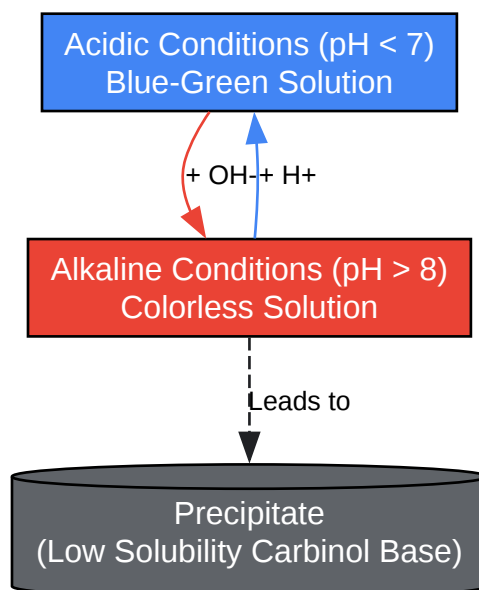 Acidic Conditions (pH < 7)
Blue-Green Solution
+ OH-
+ H+
Alkaline Conditions (pH > 8)
Colorless Solution
Leads to
Precipitate
(Low Solubility Carbinol Base)